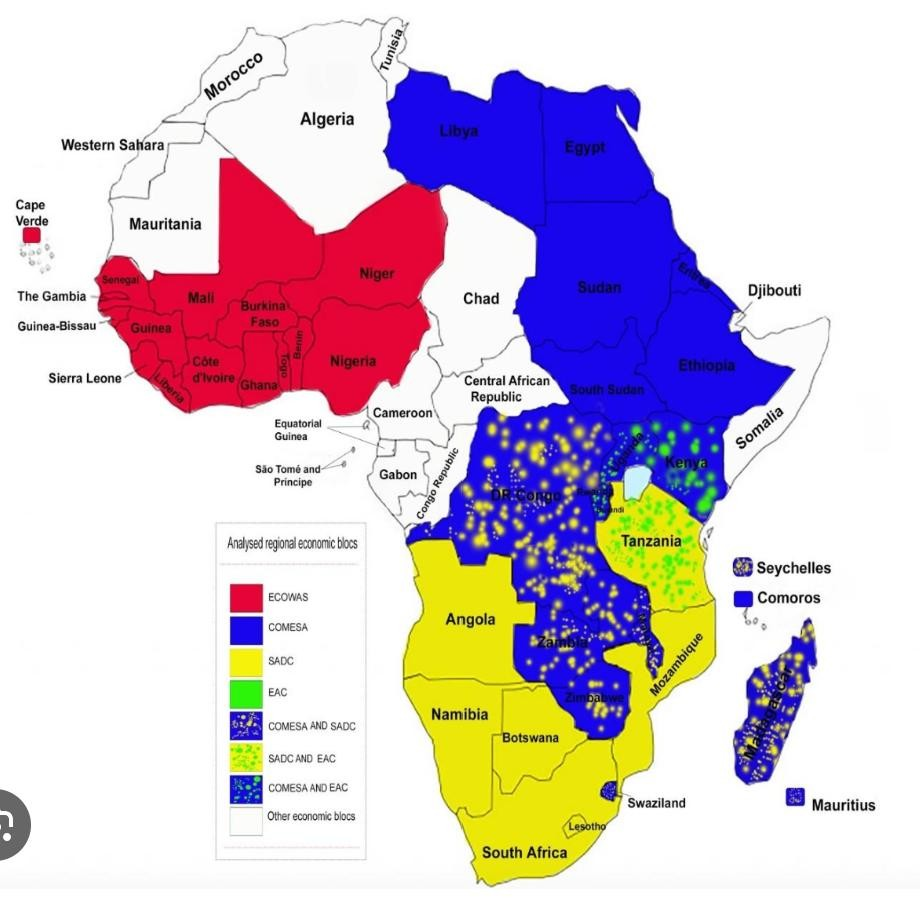 Tunisia
Morocco
Algeria
Libya
Egypt
Western Sahara
Cape
Verde
Mauritania
Senegal
The Gambia
Guinea-Bissau
Guinea
Mali
Burkina
Faso
Niger
Chad
Sudan
Eritrea
Djibouti
Sierra Leone
Liberia
Côte
d'Ivoire
Ghana
Togo
Benin
Nigeria
Central African
Republic
South Sudan
Ethiopia
Somalia
Cameroon
Equatorial
Guinea
São Tomé and
Príncipe
Gabon
Congo Republic
DR Congo
Uganda
Kenya
Burundi
Tanzania
Seychelles
Comoros
Angola
Zambia
Mozambique
Madagascar
Zimbabwe
Namibia
Botswana
Swaziland
Mauritius
Lesotho
South Africa
Analysed regional economic blocs
ECOWAS
COMESA
SADC
EAC
COMESA AND SADC
SADC AND EAC
COMESA AND EAC
Other economic blocs